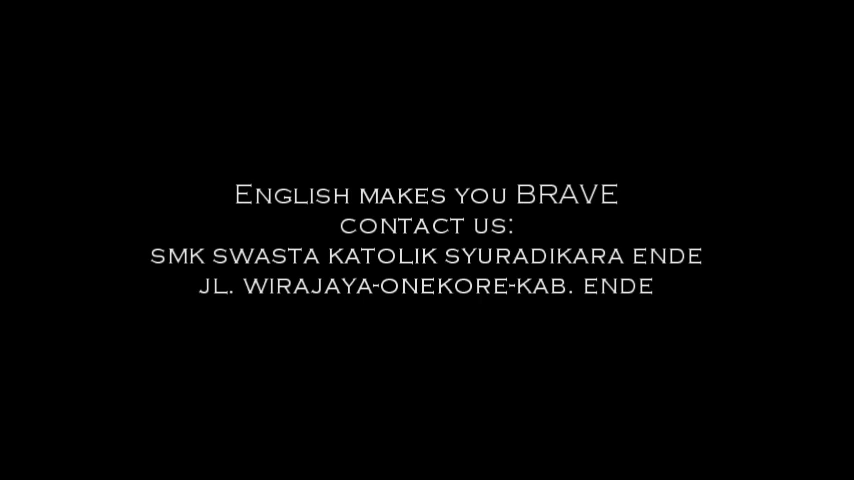 English makes you BRAVE
contact us:
smk swasta katolik syuradikara ende
jl. wirajaya-onekore-kab. ende